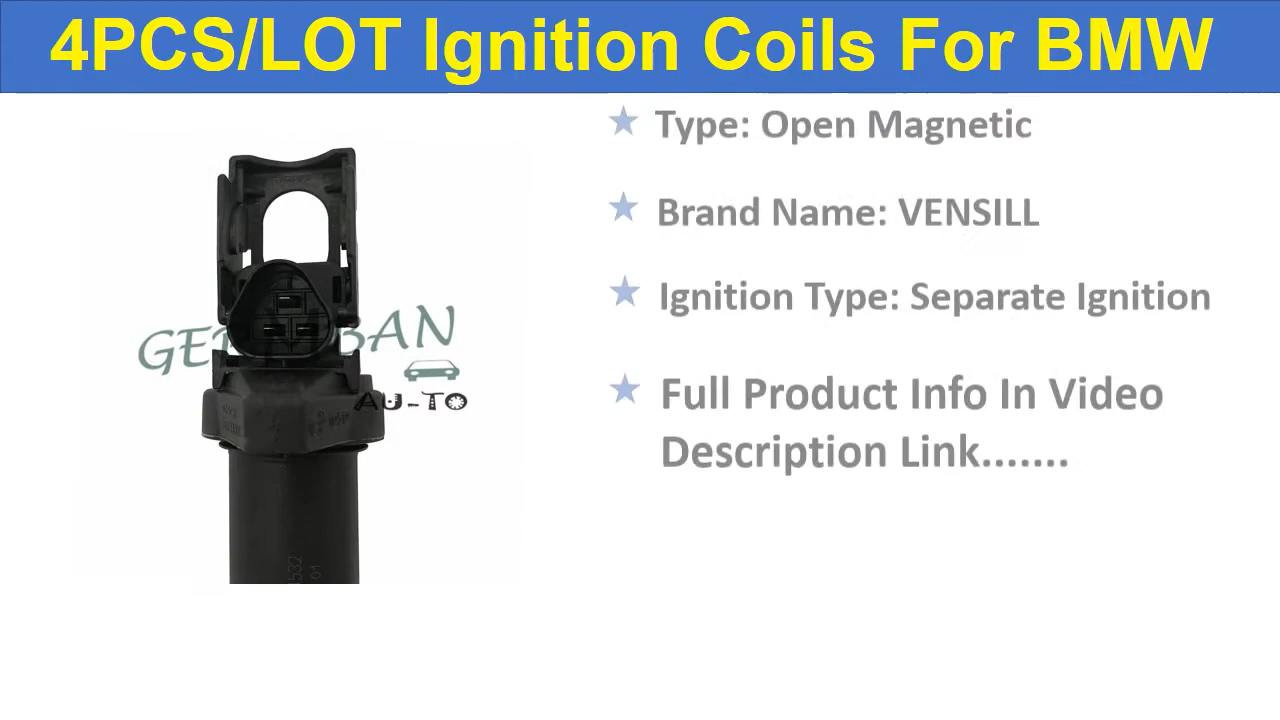 4PCS/LOT Ignition Coils For BMW
Type: Open Magnetic
Brand Name: VENSILL
Ignition Type: Separate Ignition
Full Product Info In Video
Description Link.......
AU-TO